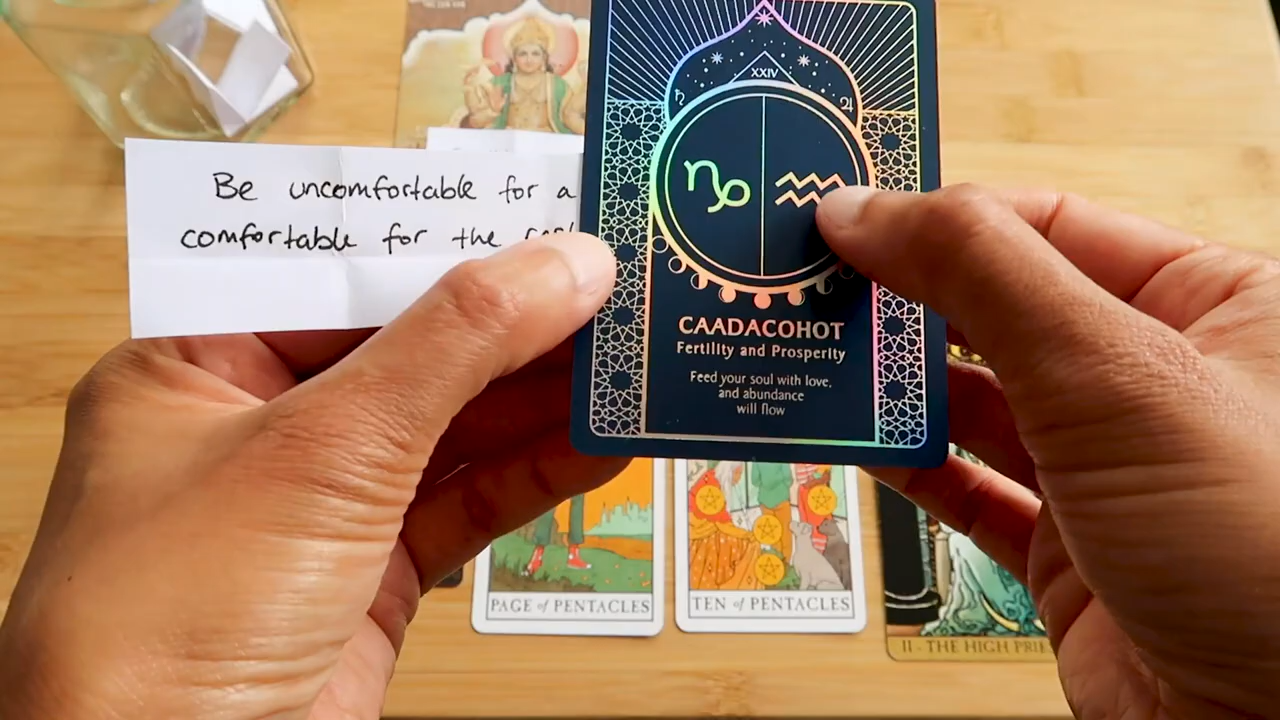 Be uncomfortable for a
comfortable for the
XXIV
CAADACOHOT
Fertility and Prosperity
Feed your soul with love,
and abundance
will flow
PAGE of PENTACLES
TEN of PENTACLES
II - THE HIGH